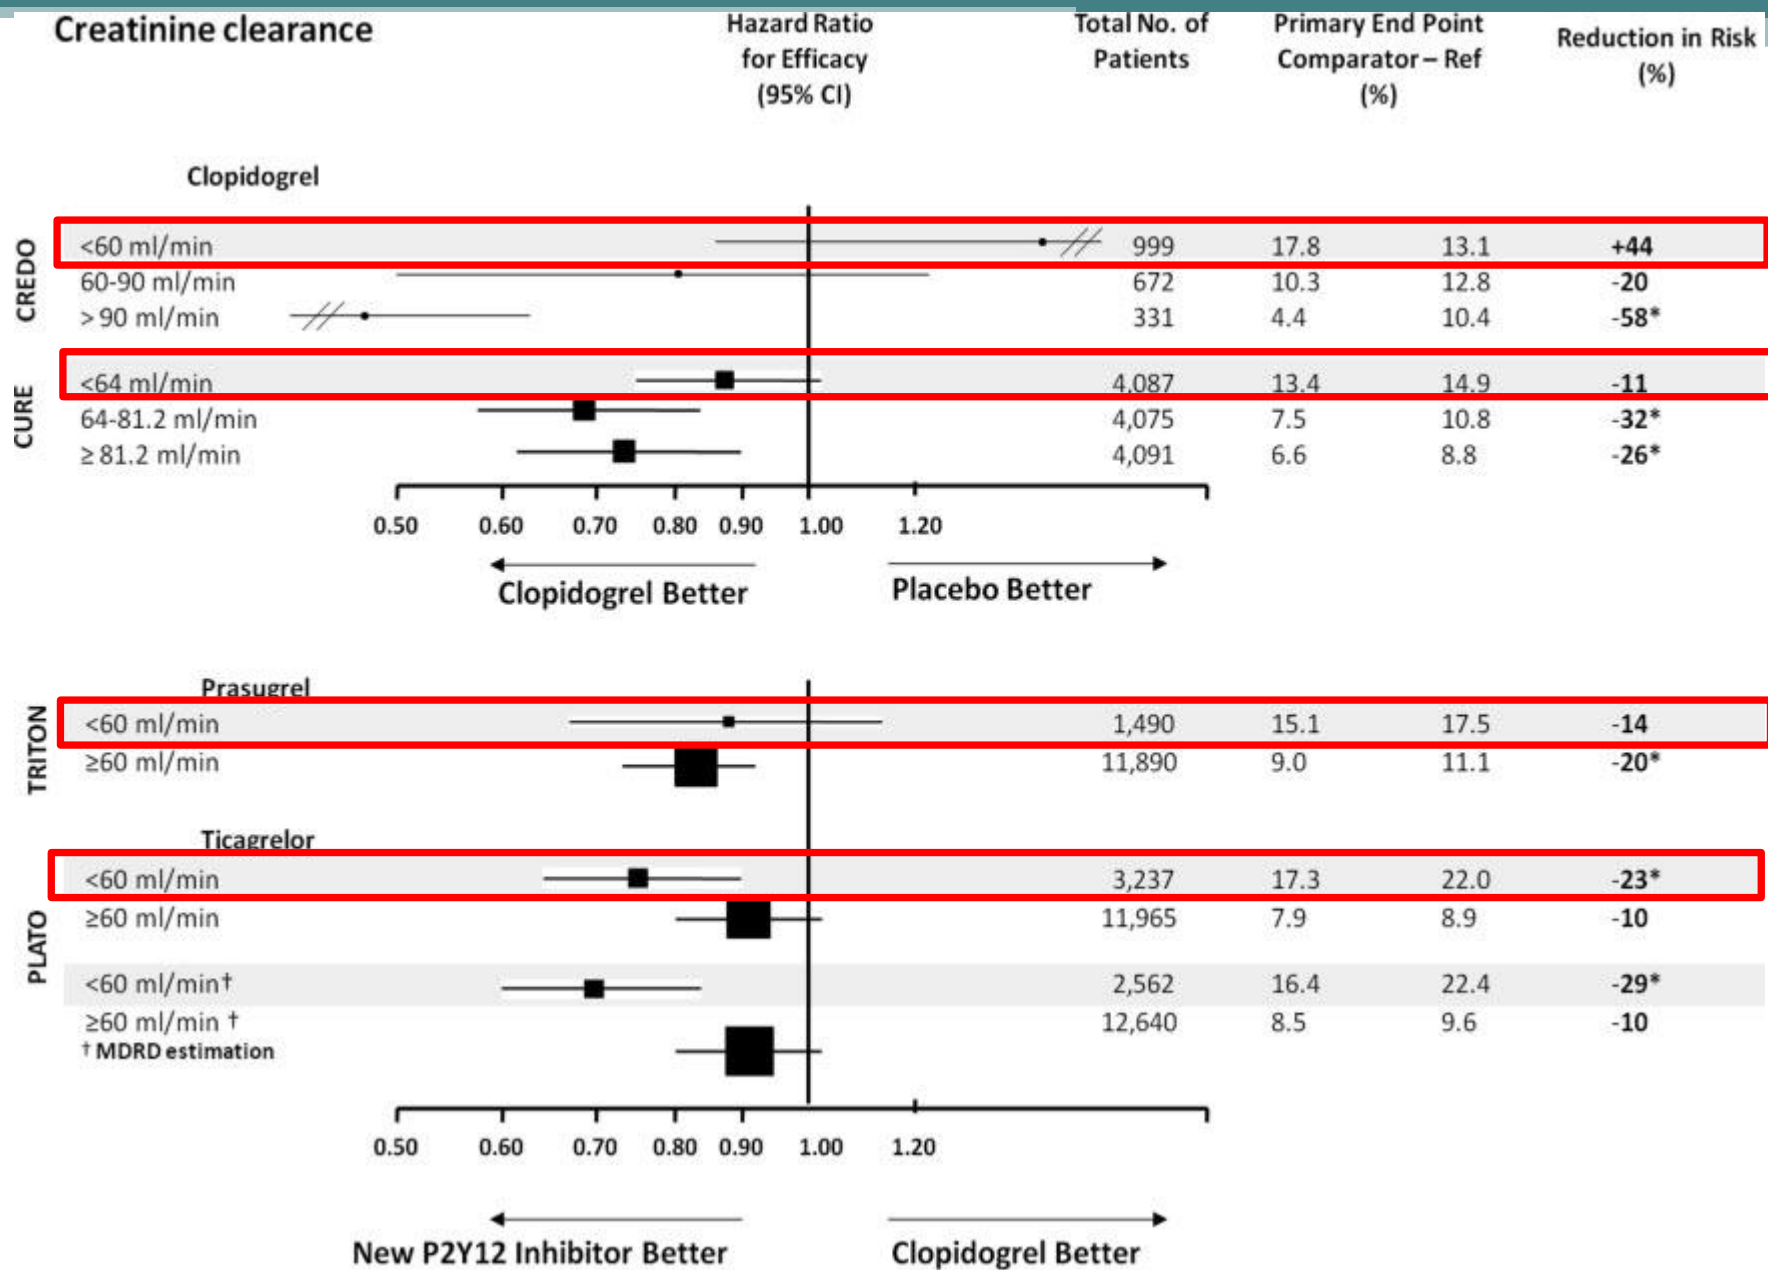 Creatinine clearance
Hazard Ratio
for Efficacy
(95% CI)
Total No. of
Patients
Primary End Point
Comparator – Ref
(%)
Reduction in Risk
(%)
Clopidogrel
CREDO
<60 ml/min 999 17.8 13.1 +44
60-90 ml/min 672 10.3 12.8 -20
> 90 ml/min 331 4.4 10.4 -58*
CURE
<64 ml/min 4,087 13.4 14.9 -11
64-81.2 ml/min 4,075 7.5 10.8 -32*
≥ 81.2 ml/min 4,091 6.6 8.8 -26*
0.50 0.60 0.70 0.80 0.90 1.00 1.20
Clopidogrel Better Placebo Better
Prasugrel
TRITON
<60 ml/min 1,490 15.1 17.5 -14
≥60 ml/min 11,890 9.0 11.1 -20*
Ticagrelor
PLATO
<60 ml/min 3,237 17.3 22.0 -23*
≥60 ml/min 11,965 7.9 8.9 -10
<60 ml/min† 2,562 16.4 22.4 -29*
≥60 ml/min † 12,640 8.5 9.6 -10
† MDRD estimation
0.50 0.60 0.70 0.80 0.90 1.00 1.20
New P2Y12 Inhibitor Better Clopidogrel Better